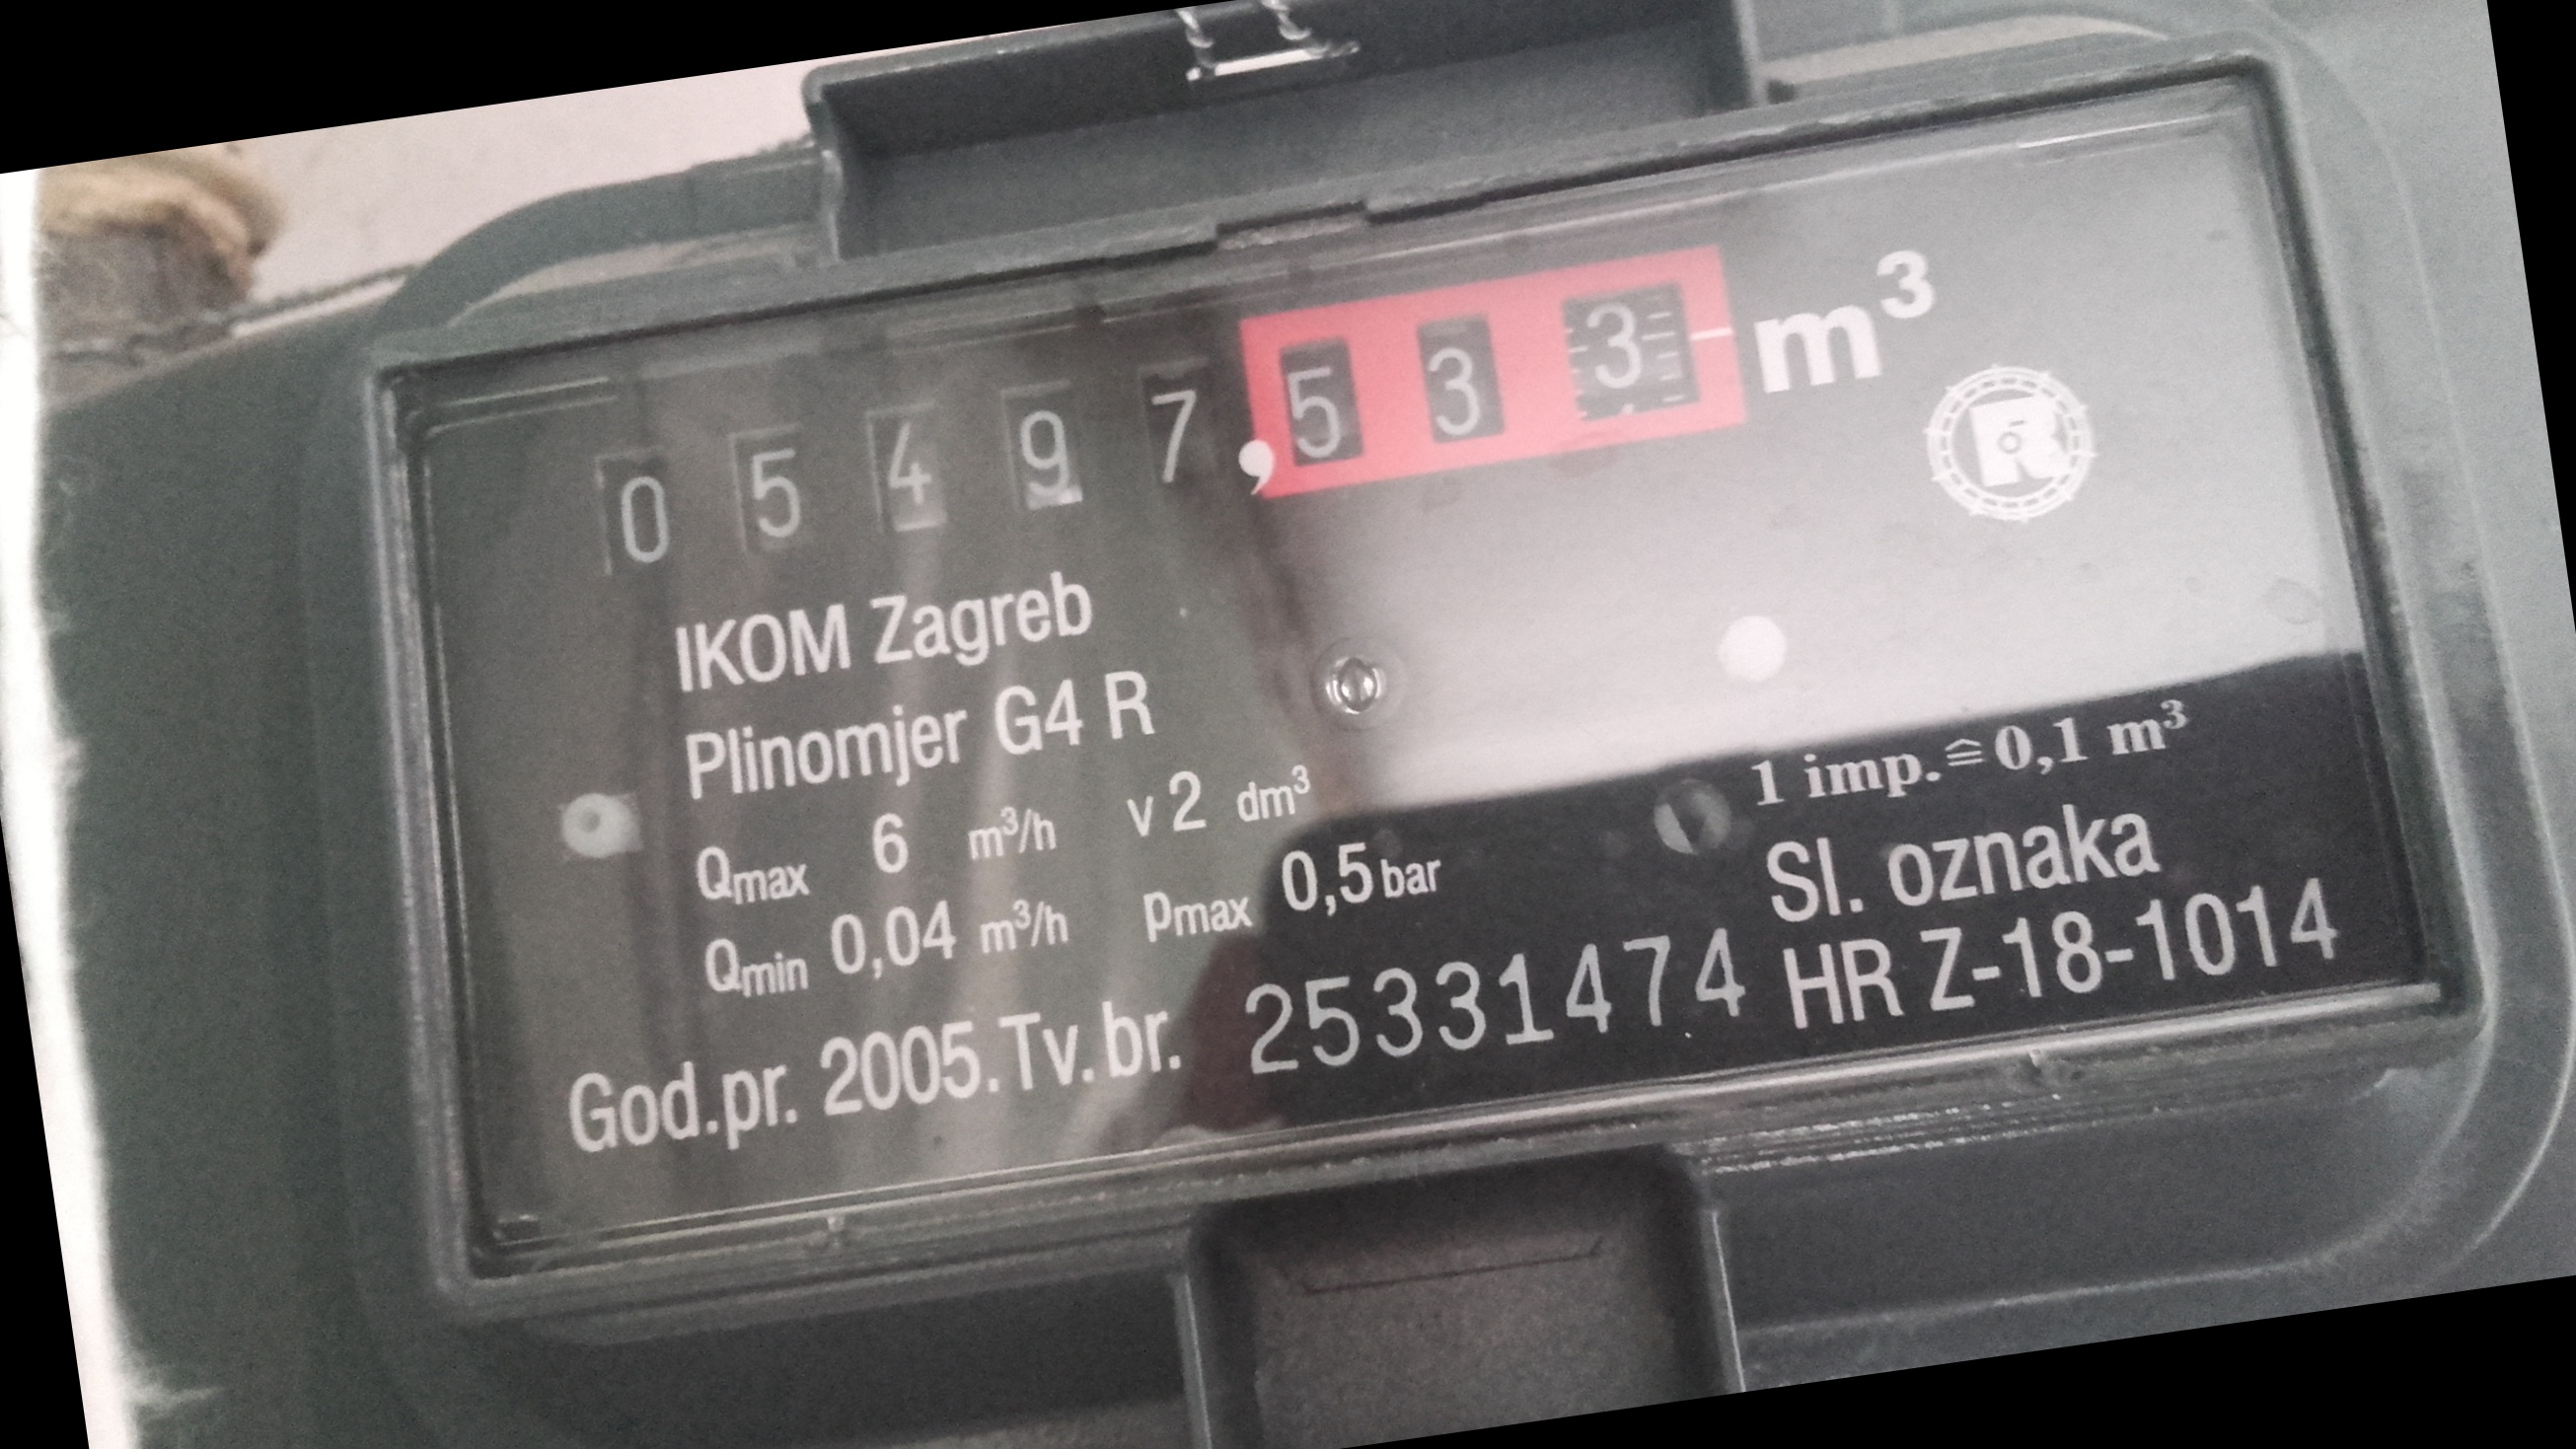 05497,533 m³
R
IKOM Zagreb
Plinomjer G4 R
1 imp.≙0,1 m³
Qmax 6 m³/h v 2 dm³
Sl. oznaka
Qmin 0,04 m³/h pmax 0,5 bar
HR Z-18-1014
God.pr. 2005. Tv.br. 25331474